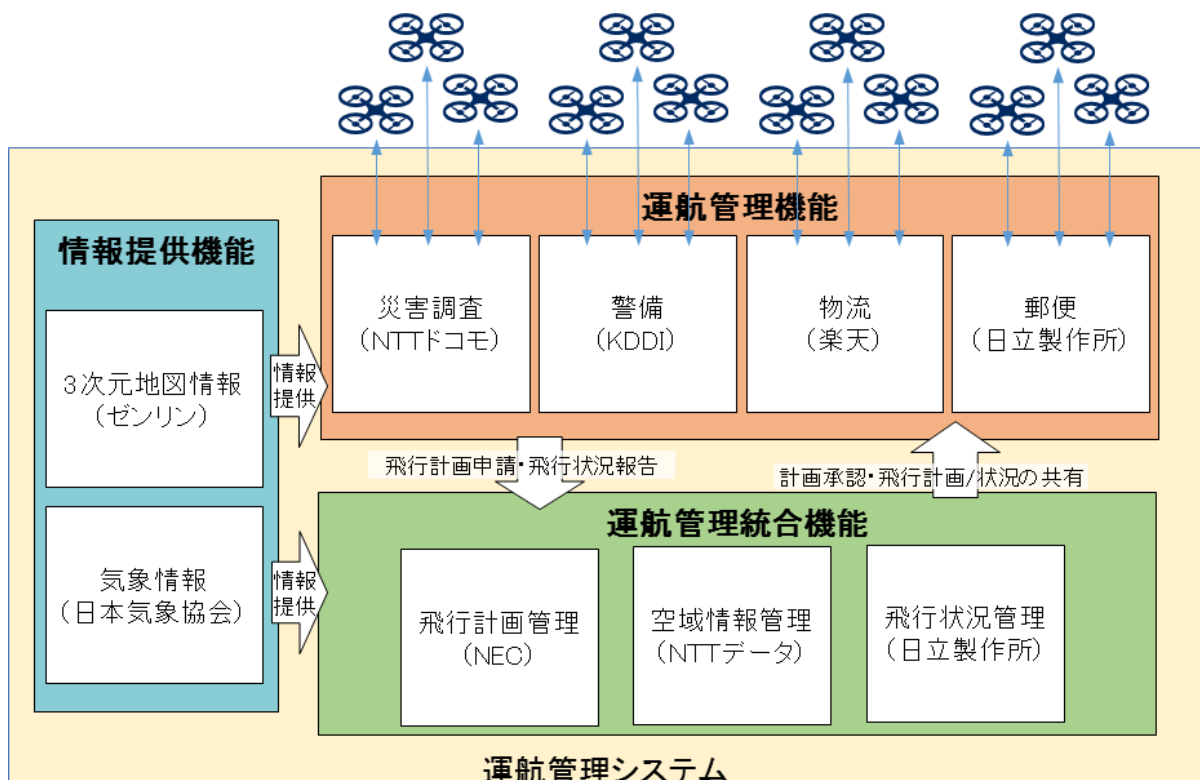 運航管理機能
情報提供機能
災害調査
(NTTドコモ)
警備
(KDDI)
物流
(楽天)
郵便
(日立製作所)
3次元地図情報
(ゼンリン)
情報
提供
飛行計画申請・飛行状況報告
計画承認・飛行計画/状況の共有
運航管理統合機能
気象情報
(日本気象協会)
情報
提供
飛行計画管理
(NEC)
空域情報管理
(NTTデータ)
飛行状況管理
(日立製作所)
運航管理システム